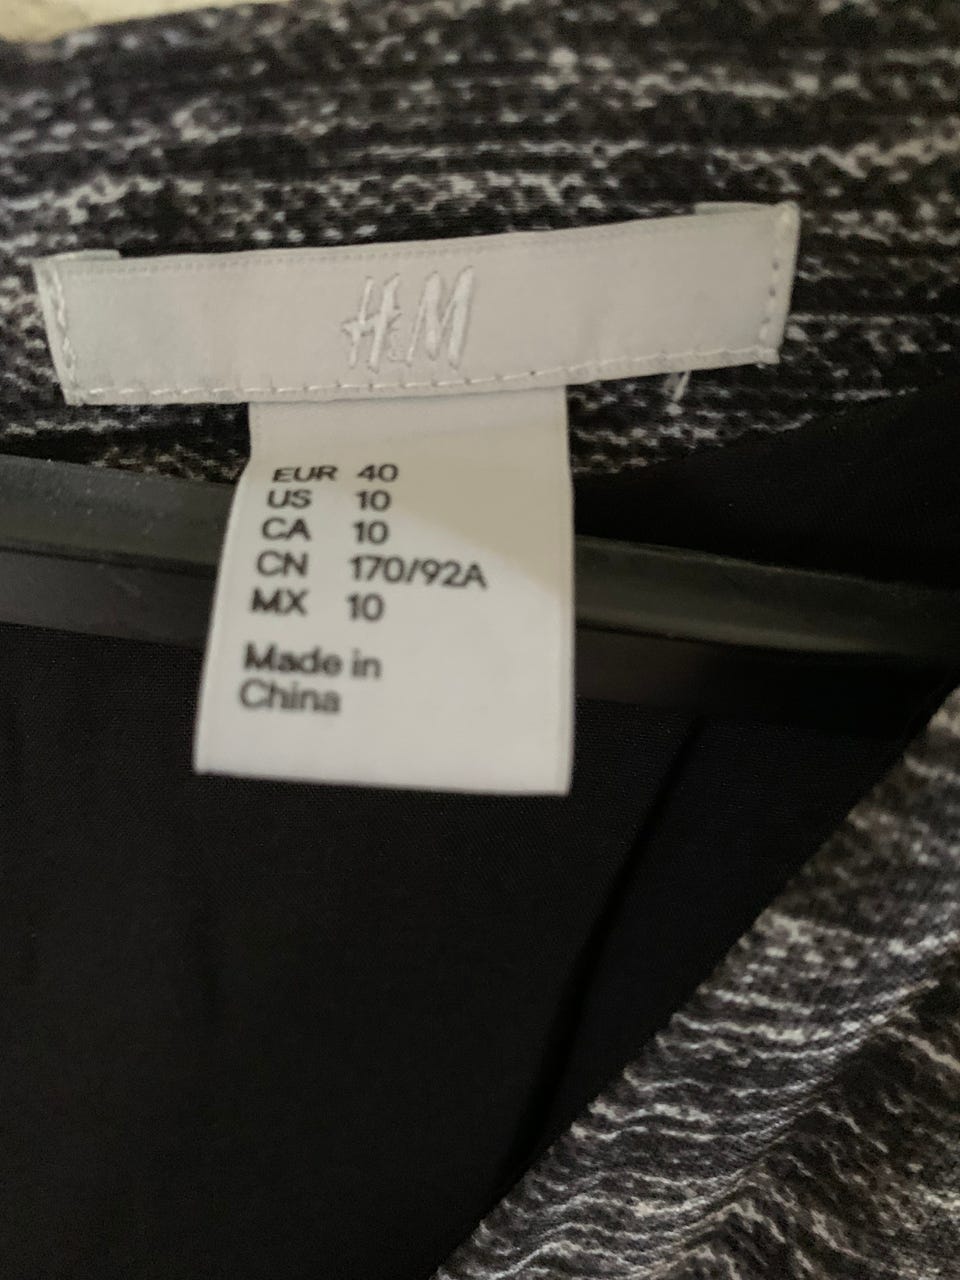 H&M
EUR 40
US 10
CA 10
CN 170/92A
MX 10
Made in
China